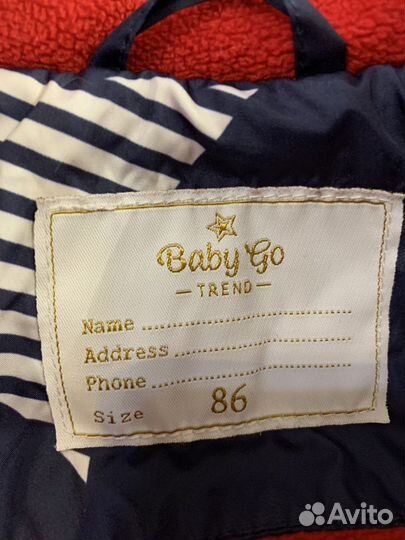 Baby Go
— TREND —
Name ..........................
Address ......................
Phone .........................
Size 86
Avito